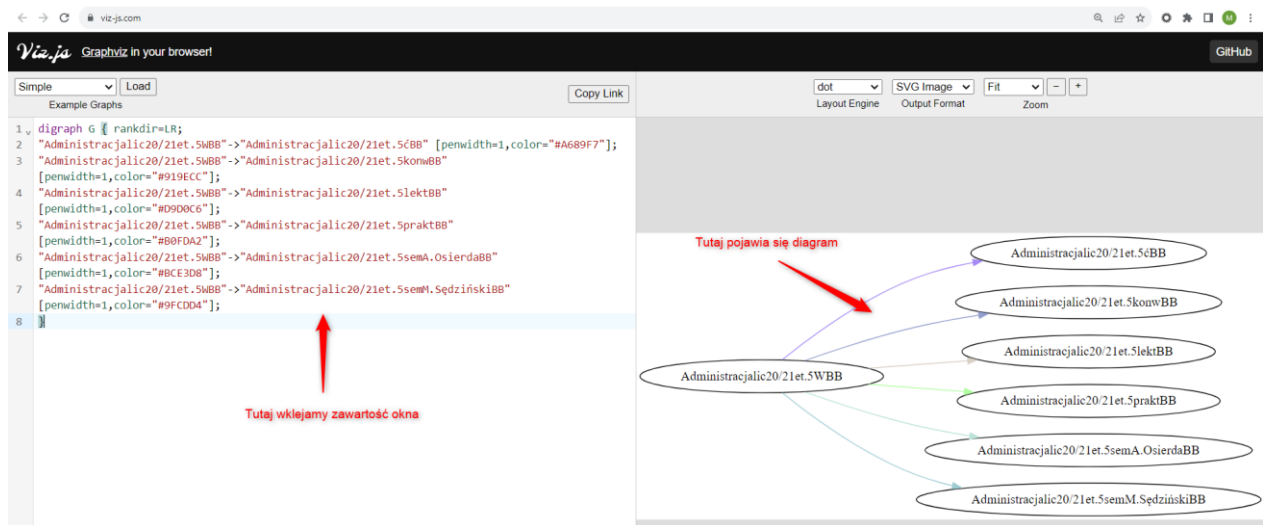 viz-js.com
M
Viz.js Graphviz in your browser!
GitHub
Simple Load
Example Graphs
Copy Link
dot SVG Image Fit - +
Layout Engine Output Format Zoom
1 digraph G { rankdir=LR;
2 "Administracjalic20/21et.5WBB"->"Administracjalic20/21et.5ćBB" [penwidth=1,color="#A689F7"];
3 "Administracjalic20/21et.5WBB"->"Administracjalic20/21et.5konwBB"
[penwidth=1,color="#919ECC"];
4 "Administracjalic20/21et.5WBB"->"Administracjalic20/21et.5lektBB"
[penwidth=1,color="#D9D0C6"];
5 "Administracjalic20/21et.5WBB"->"Administracjalic20/21et.5praktBB"
[penwidth=1,color="#B0FDA2"];
6 "Administracjalic20/21et.5WBB"->"Administracjalic20/21et.5semA.OsierdaBB"
[penwidth=1,color="#BCE3D8"];
7 "Administracjalic20/21et.5WBB"->"Administracjalic20/21et.5semM.SędzińskiBB"
[penwidth=1,color="#9FCDD4"];
8 }
Tutaj wklejamy zawartość okna
Tutaj pojawia się diagram
Administracjalic20/21et.5WBB
Administracjalic20/21et.5ćBB
Administracjalic20/21et.5konwBB
Administracjalic20/21et.5lektBB
Administracjalic20/21et.5praktBB
Administracjalic20/21et.5semA.OsierdaBB
Administracjalic20/21et.5semM.SędzińskiBB